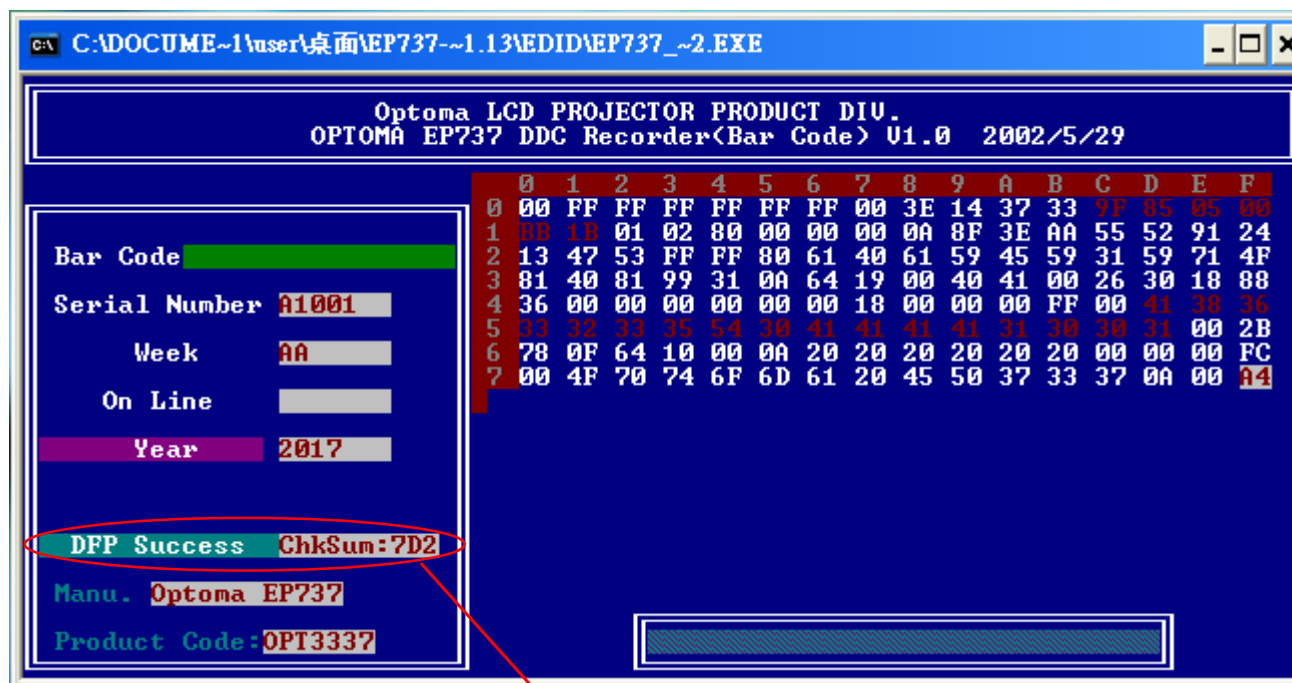 C:\DOCUME~1\user\桌面\EP737-~1.13\EDID\EP737_~2.EXE
Optoma LCD PROJECTOR PRODUCT DIV.
OPTOMA EP737 DDC Recorder(Bar Code) V1.0 2002/5/29
Bar Code
Serial Number A1001
Week AA
On Line
Year 2017
DFP Success ChkSum:7D2
Manu. Optoma EP737
Product Code:OPT3337
0 1 2 3 4 5 6 7 8 9 A B C D E F
0 00 FF FF FF FF FF FF 00 3E 14 37 33 9F 85 05 00
1 BB 1B 01 02 80 00 00 00 0A 8F 3E AA 55 52 91 24
2 13 47 53 FF FF 80 61 40 61 59 45 59 31 59 71 4F
3 81 40 81 99 31 0A 64 19 00 40 41 00 26 30 18 88
4 36 00 00 00 00 00 00 18 00 00 00 FF 00 41 38 36
5 33 32 33 35 54 30 41 41 41 41 31 30 30 31 00 2B
6 78 0F 64 10 00 0A 20 20 20 20 20 20 00 00 00 FC
7 00 4F 70 74 6F 6D 61 20 45 50 37 33 37 0A 00 A4